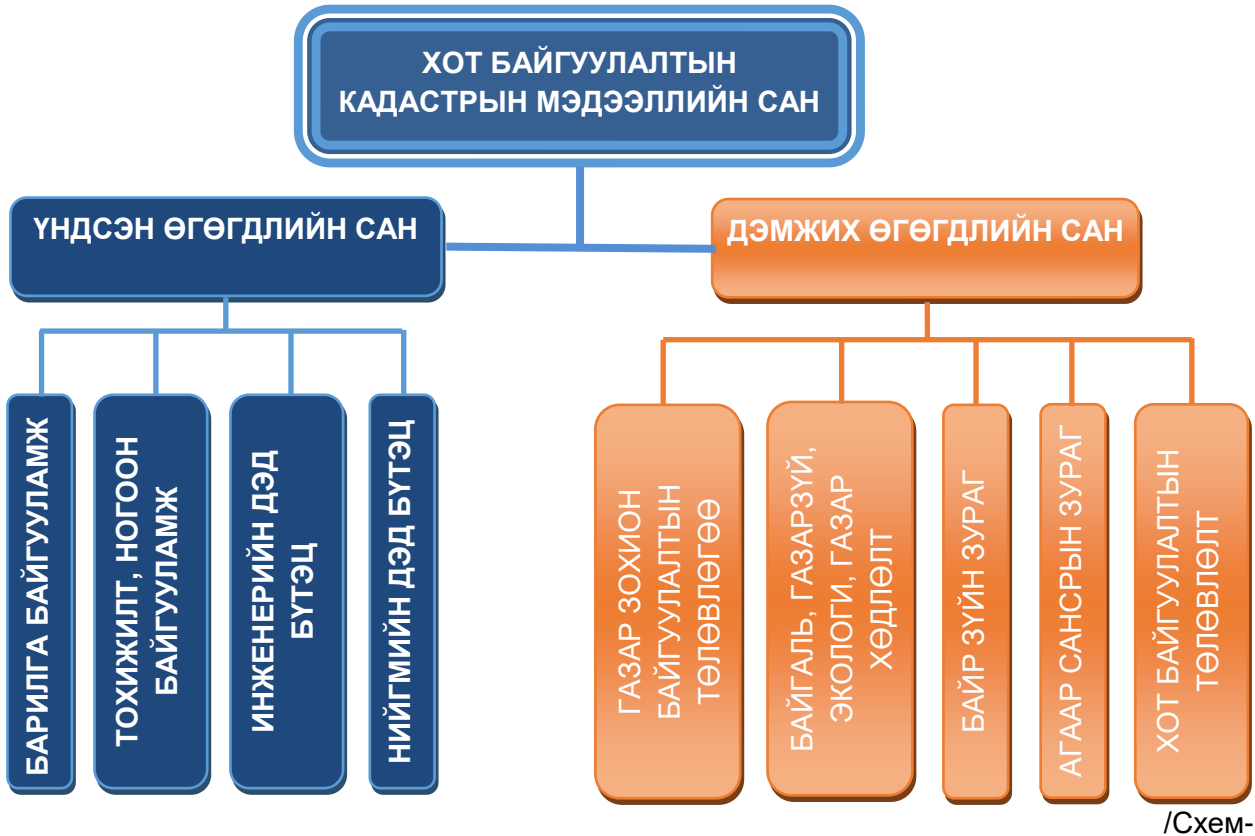 ХОТ БАЙГУУЛАЛТЫН
КАДАСТРЫН МЭДЭЭЛЛИЙН САН
ҮНДСЭН ӨГӨГДЛИЙН САН
ДЭМЖИХ ӨГӨГДЛИЙН САН
БАРИЛГА БАЙГУУЛАМЖ
ТОХИЖИЛТ, НОГООН
БАЙГУУЛАМЖ
ИНЖЕНЕРИЙН ДЭД
БҮТЭЦ
НИЙГМИЙН ДЭД БҮТЭЦ
ГАЗАР ЗОХИОН
БАЙГУУЛАЛТЫН
ТӨЛӨВЛӨГӨӨ
БАЙГАЛЬ, ГАЗАРЗҮЙ,
ЭКОЛОГИ, ГАЗАР
ХӨДЛӨЛТ
БАЙР ЗҮЙН ЗУРАГ
АГААР САНСРЫН ЗУРАГ
ХОТ БАЙГУУЛАЛТЫН
ТӨЛӨВЛӨЛТ
/Схем-